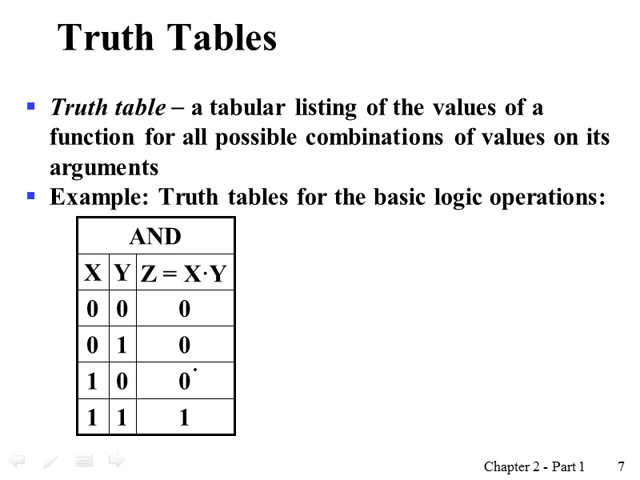 Truth Tables
▪ Truth table – a tabular listing of the values of a
function for all possible combinations of values on its
arguments
▪ Example: Truth tables for the basic logic operations:
AND
X Y Z = X·Y
0 0 0
0 1 0
1 0 0
1 1 1
Chapter 2 - Part 1 7